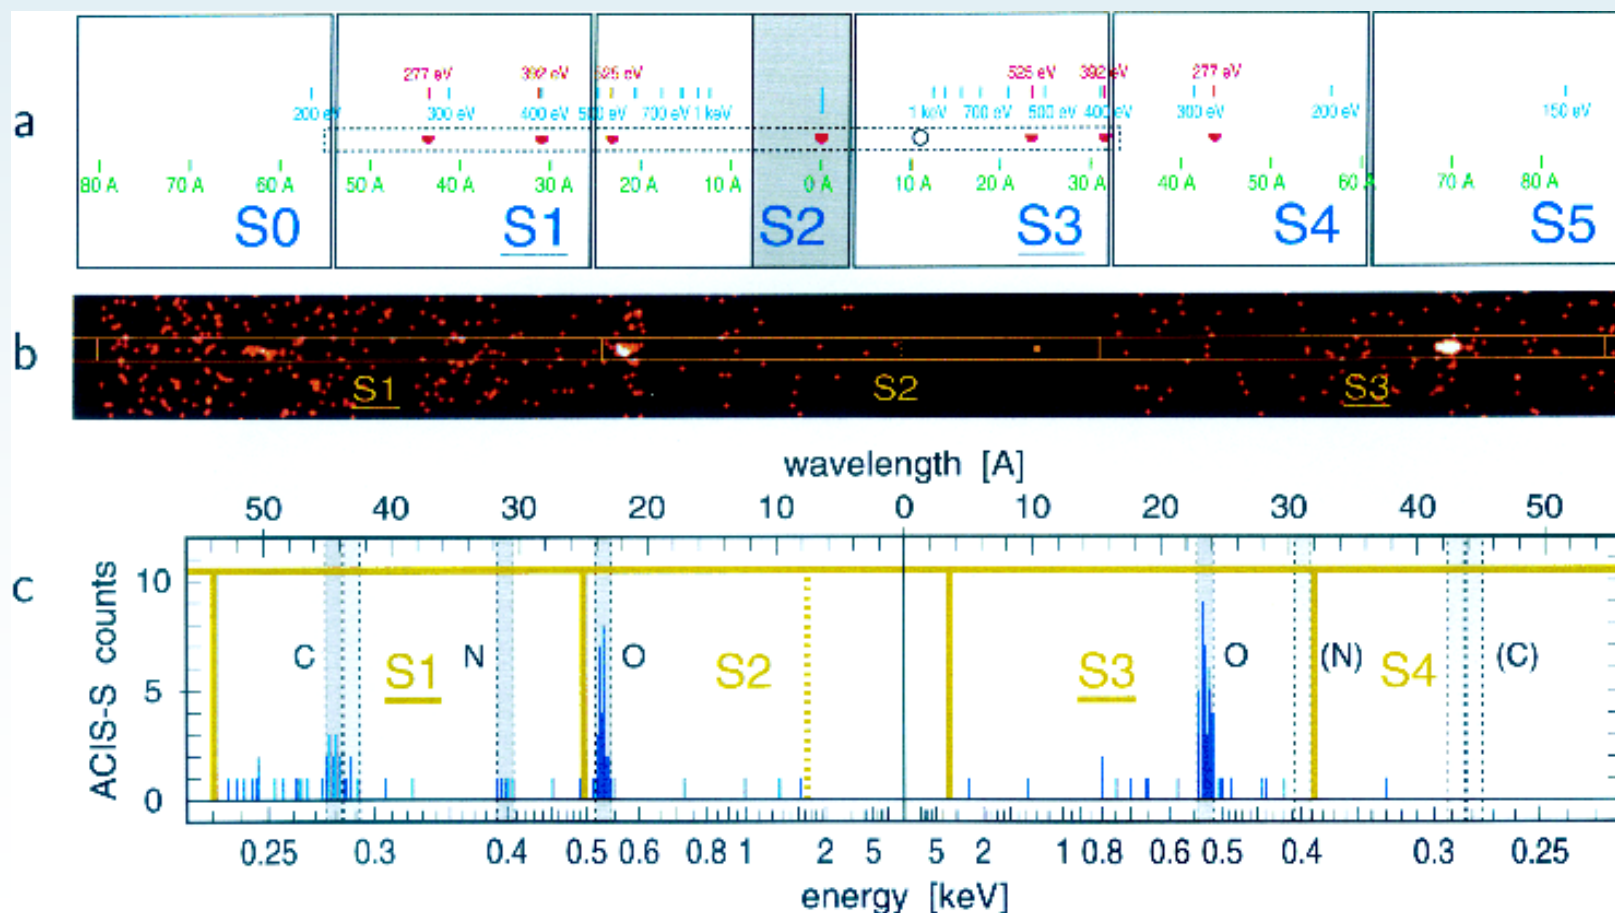 a
277 eV 392 eV 525 eV 525 eV 392 eV 277 eV
200 eV 300 eV 400 eV 500 eV 700 eV 1 keV 1 keV 700 eV 500 eV 400 eV 300 eV 200 eV 150 eV
80 A 70 A 60 A 50 A 40 A 30 A 20 A 10 A 0 A 10 A 20 A 30 A 40 A 50 A 60 A 70 A 80 A
S0 S1 S2 S3 S4 S5
b
S1 S2 S3
wavelength [A]
50 40 30 20 10 0 10 20 30 40 50
c
ACIS-S counts
10
5
0
C S1 N O S2 S3 O (N) S4 (C)
0.25 0.3 0.4 0.5 0.6 0.8 1 2 5 5 2 1 0.8 0.6 0.5 0.4 0.3 0.25
energy [keV]